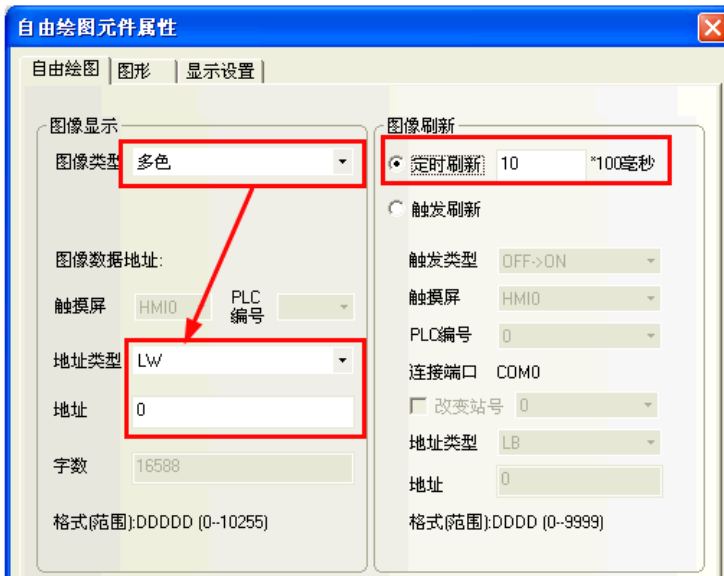 自由绘图元件属性
自由绘图 图形 显示设置
图像显示
图像类型 多色
图像数据地址:
触摸屏 HMI0 PLC编号
地址类型 LW
地址 0
字数 16588
格式(范围):DDDDD (0--10255)
图像刷新
定时刷新 10 *100毫秒
触发刷新
触发类型 OFF->ON
触摸屏 HMI0
PLC编号 0
连接端口 COM0
改变站号 0
地址类型 LB
地址 0
格式(范围):DDDD (0--9999)